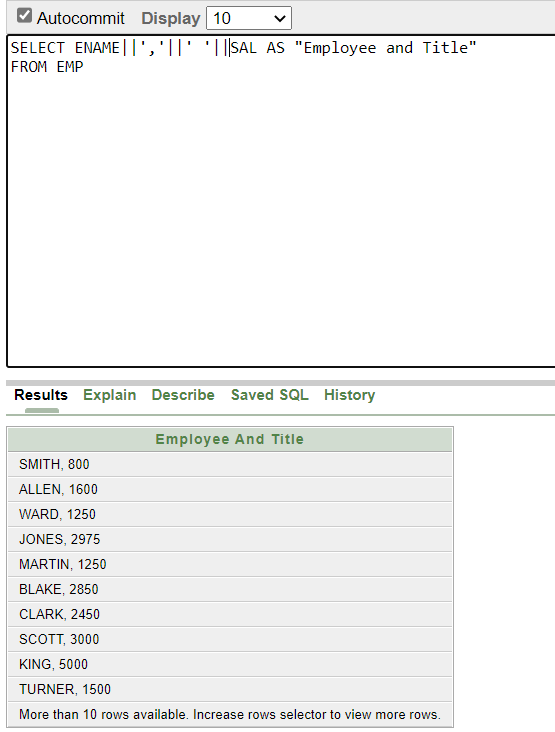 Autocommit Display 10
SELECT ENAME||','||' '||SAL AS "Employee and Title"
FROM EMP
Results Explain Describe Saved SQL History
Employee And Title
SMITH, 800
ALLEN, 1600
WARD, 1250
JONES, 2975
MARTIN, 1250
BLAKE, 2850
CLARK, 2450
SCOTT, 3000
KING, 5000
TURNER, 1500
More than 10 rows available. Increase rows selector to view more rows.